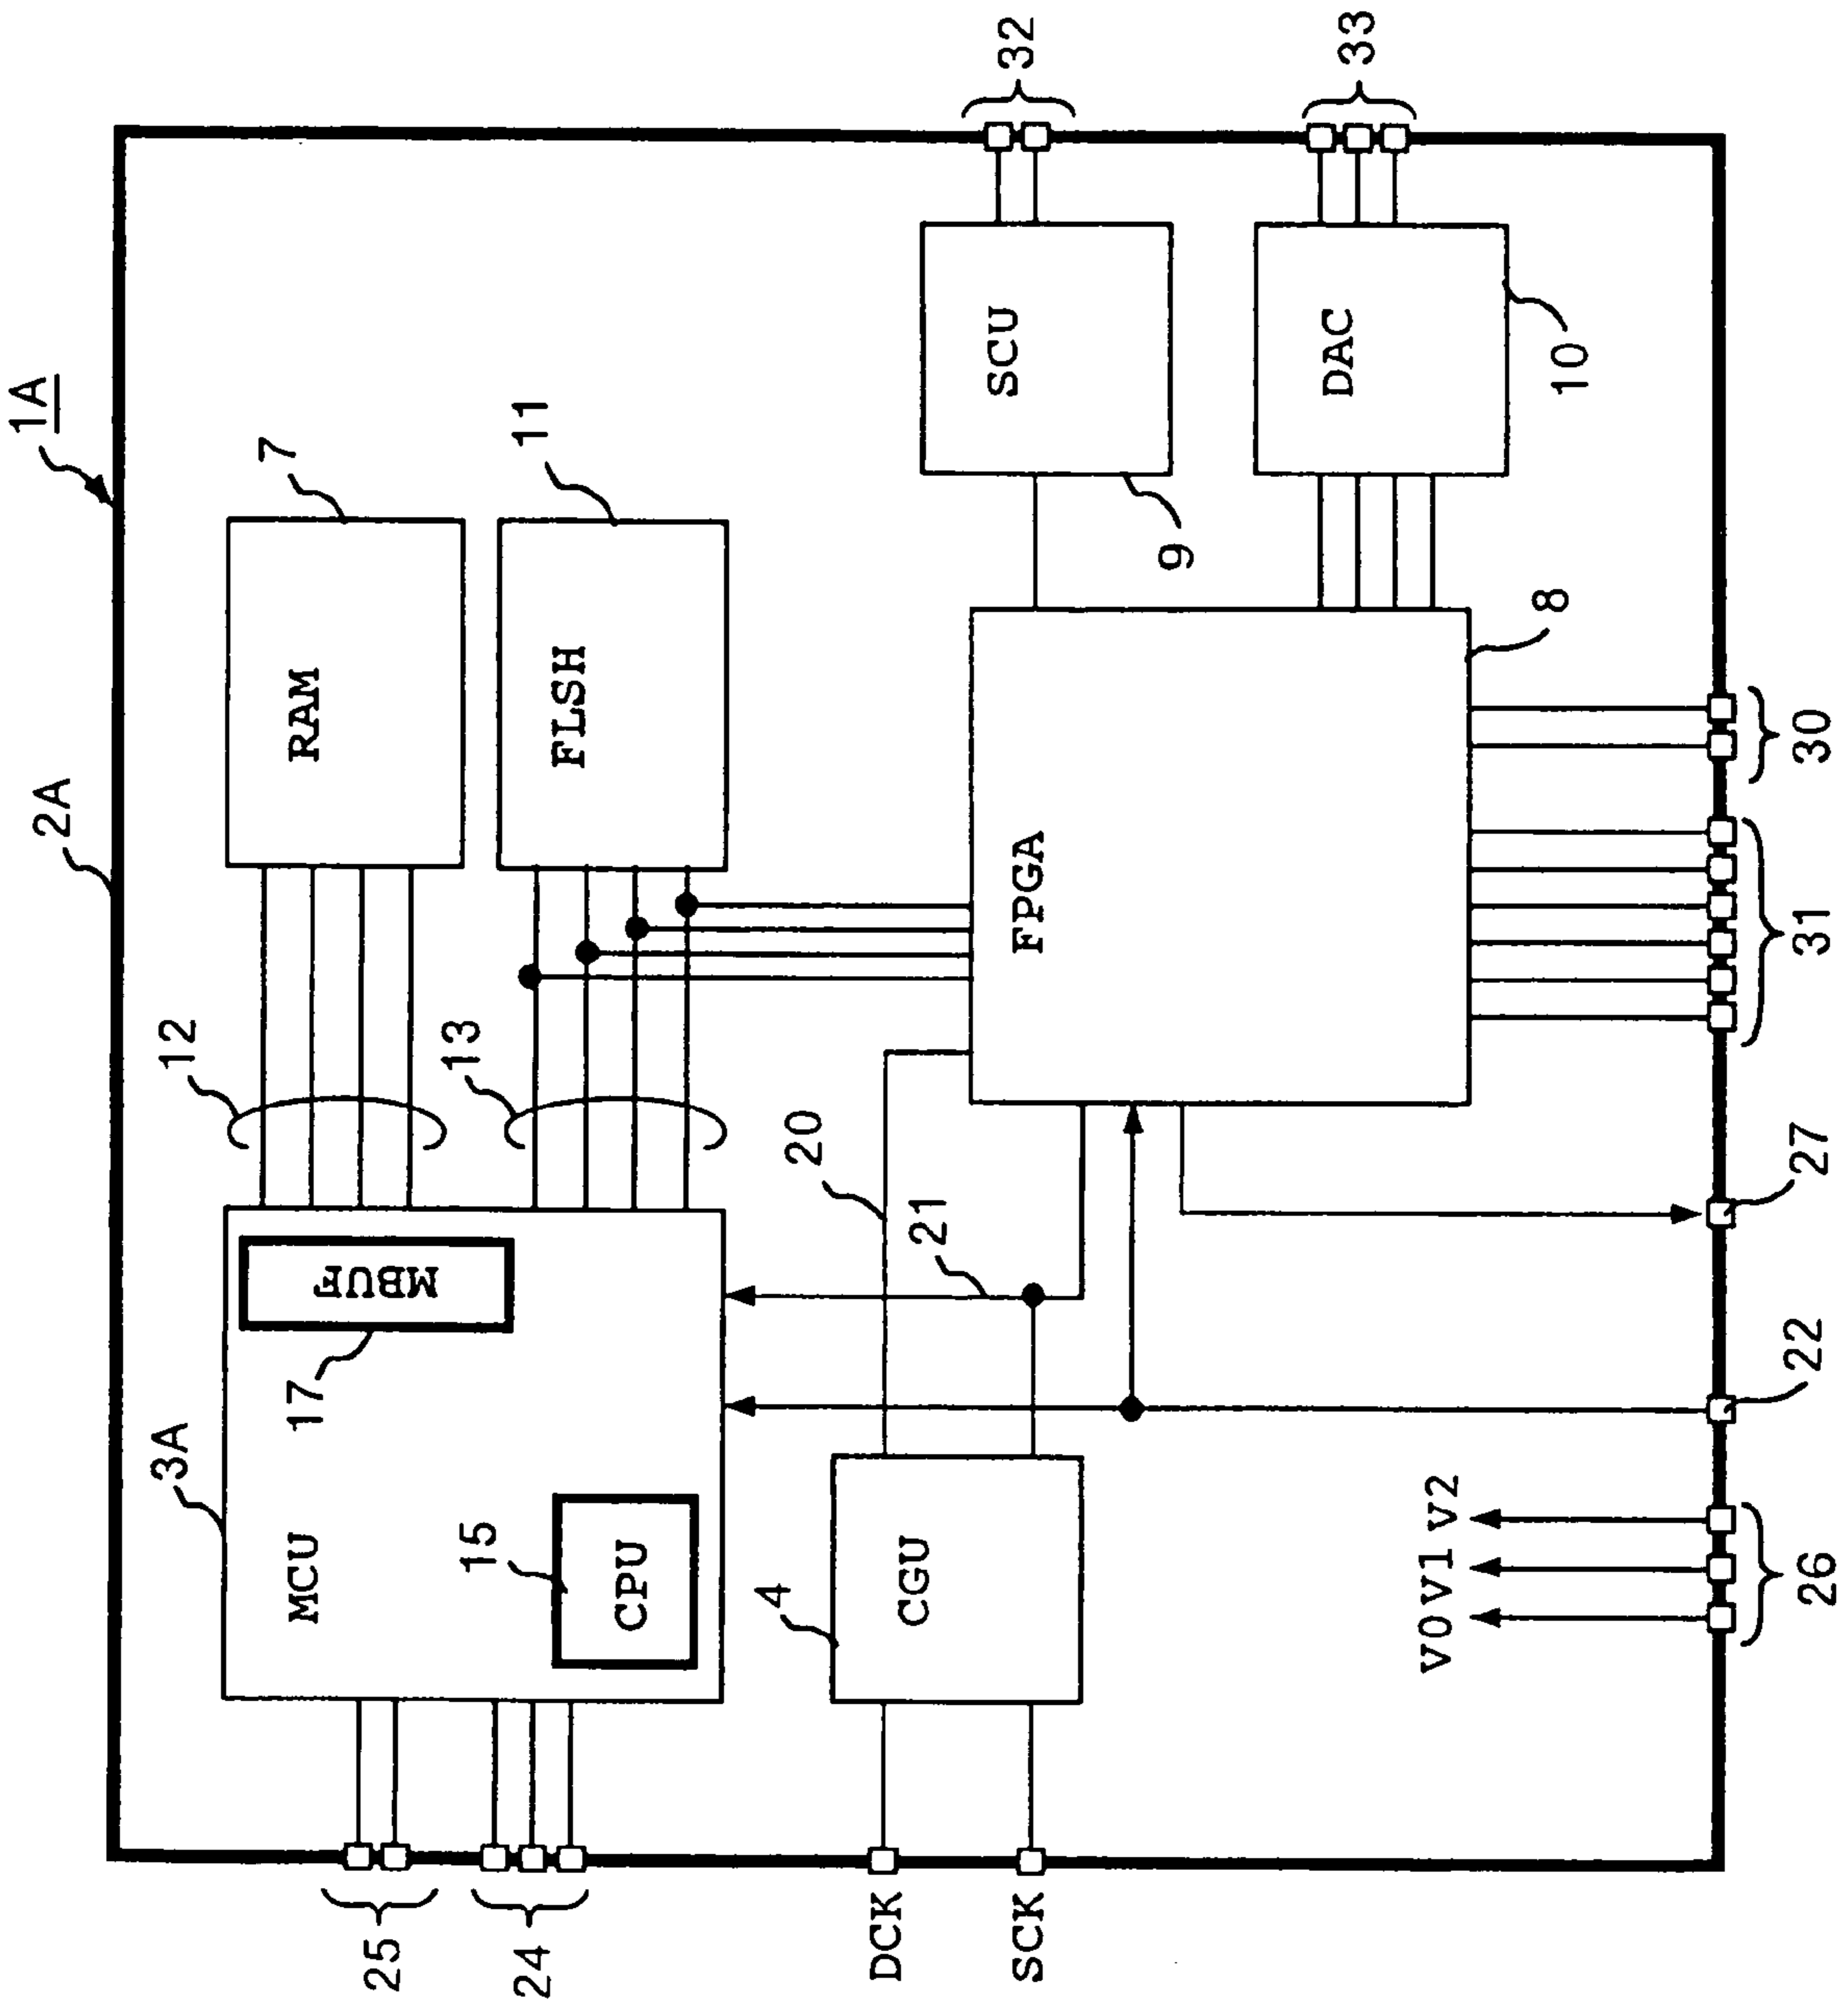 1A
2A
7
RAM
12
11
FLSH
13
3A
MCU
MBUF
17
15
CPU
25
24
32
SCU
9
33
DAC
10
FPGA
8
20
21
4
CGU
DCK
SCK
V0 V1 V2
26
22
27
31
30